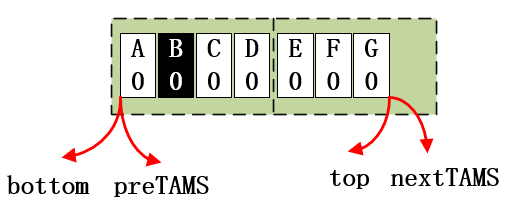 A B C D E F G
0 0 0 0 0 0 0
bottom preTAMS top nextTAMS